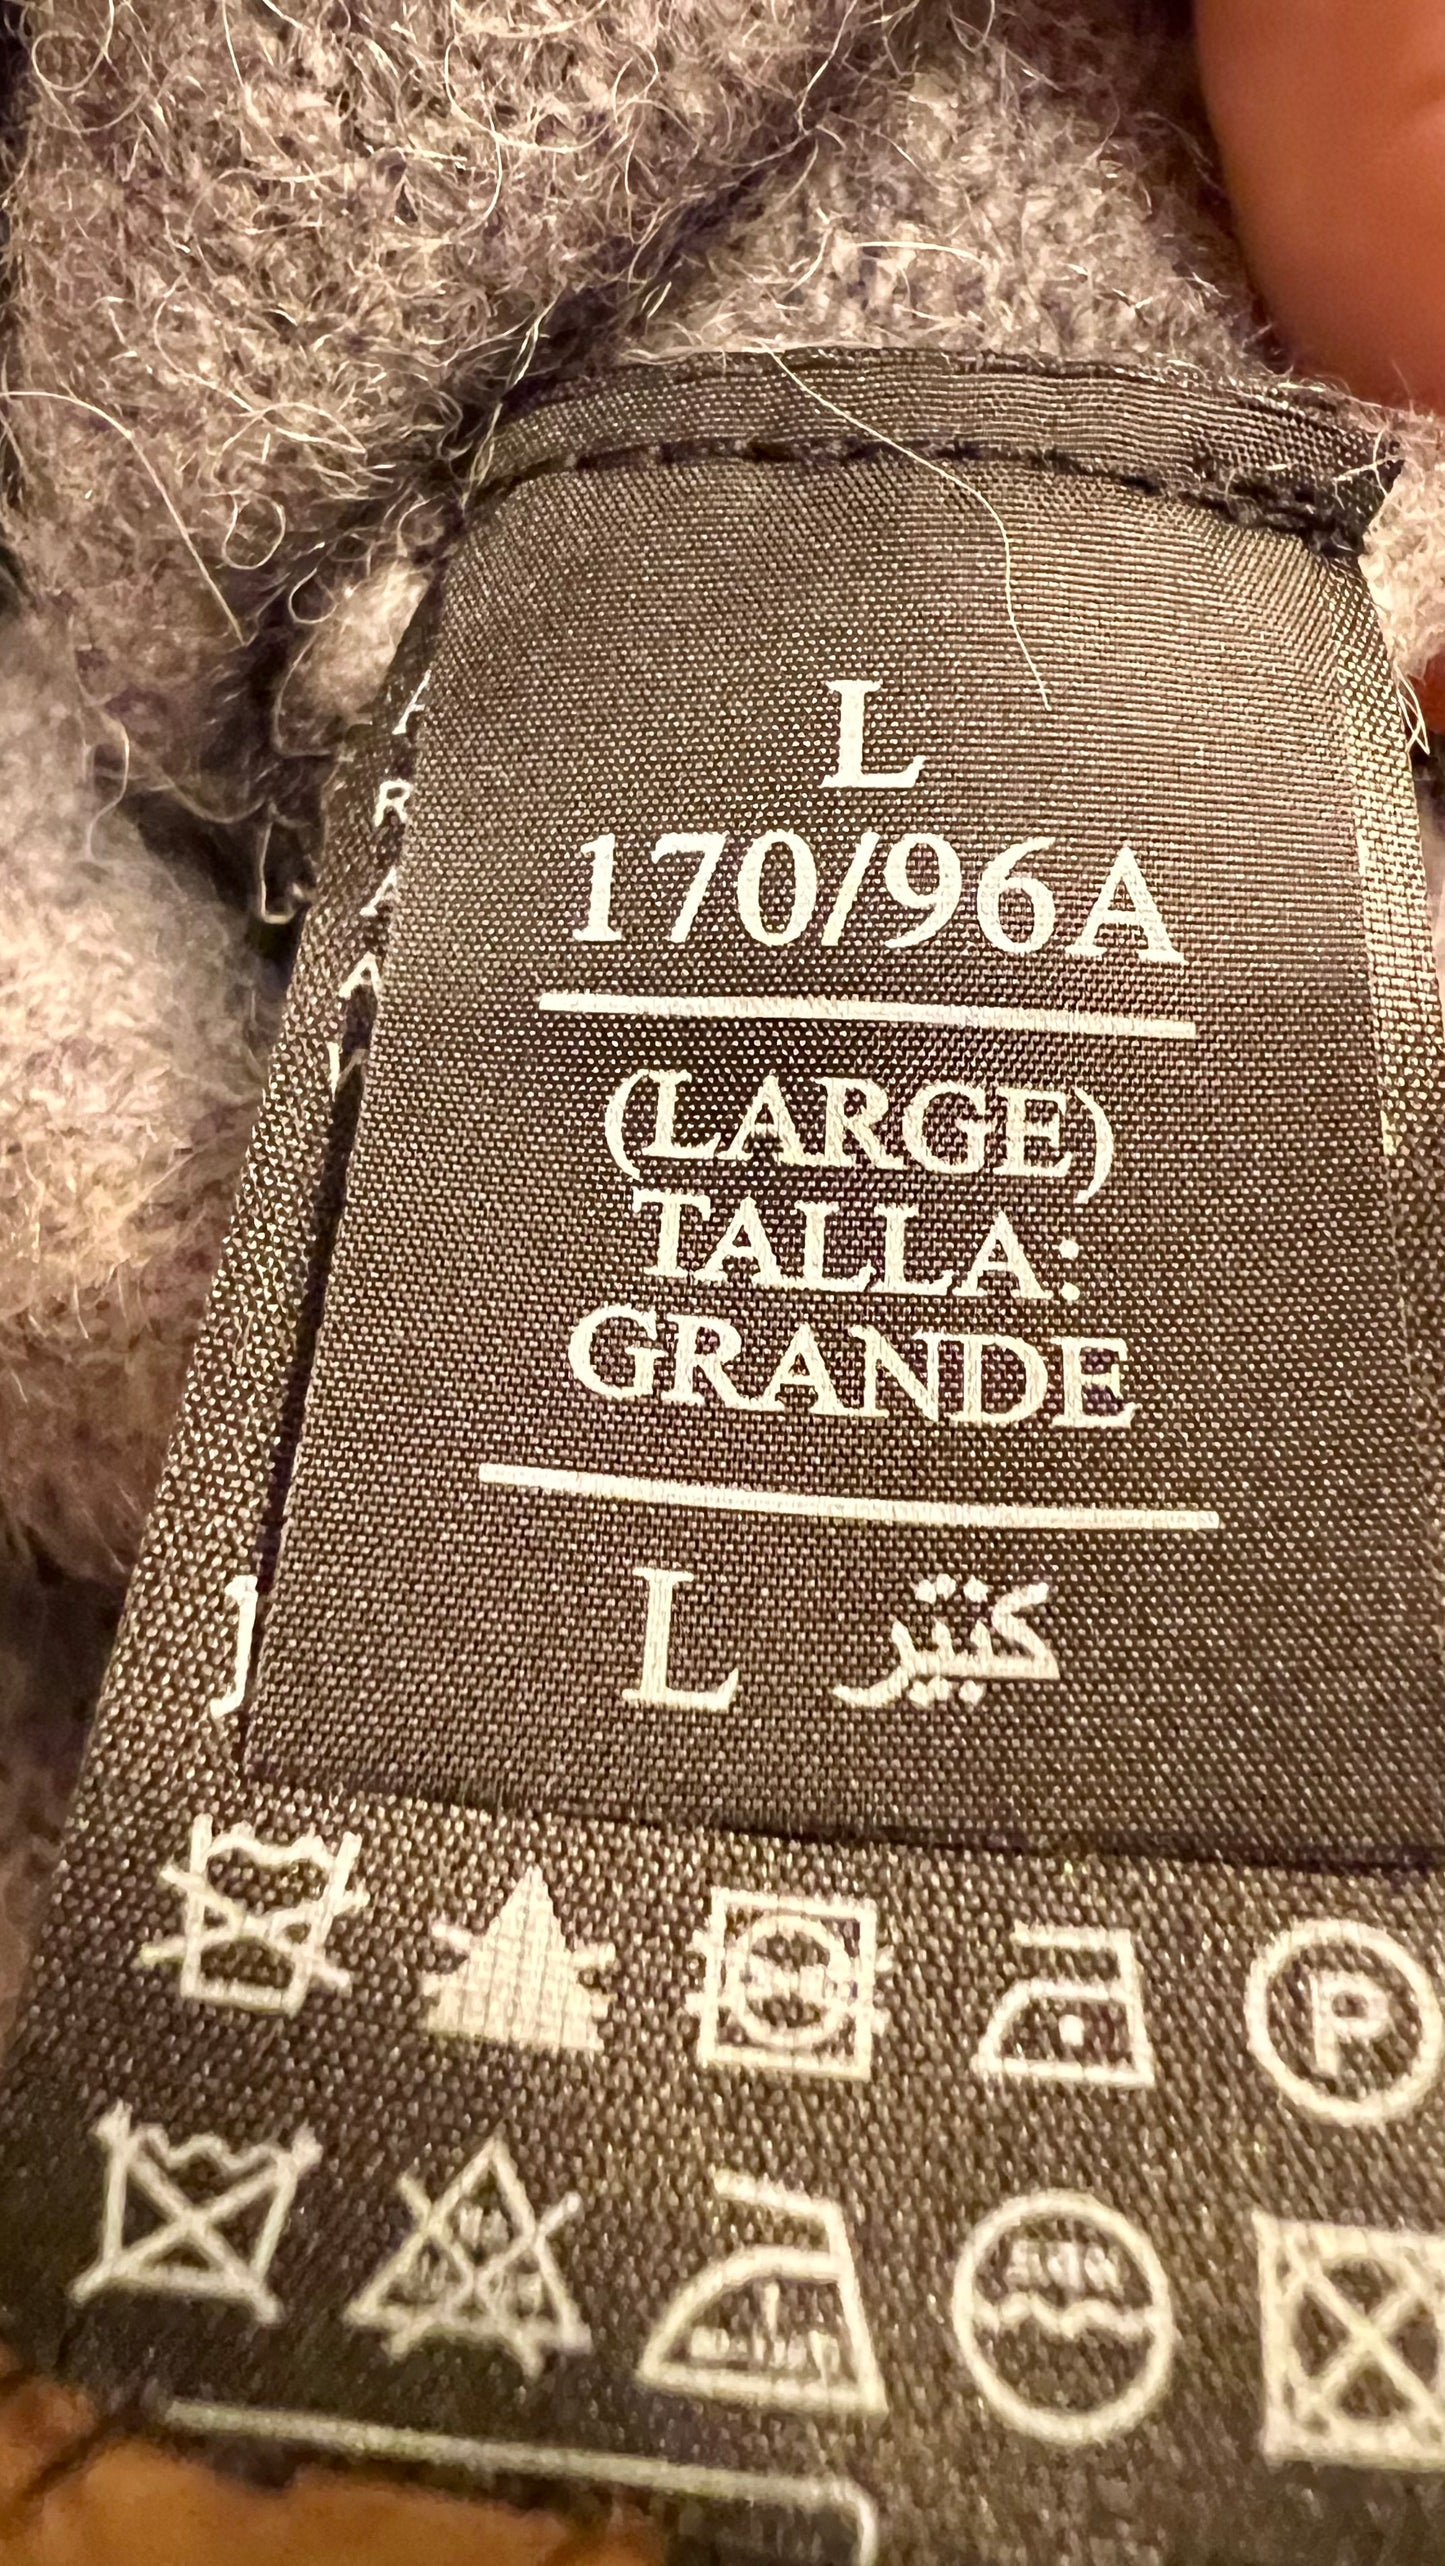 L
170/96A
(LARGE)
TALLA:
GRANDE
L كبير
P